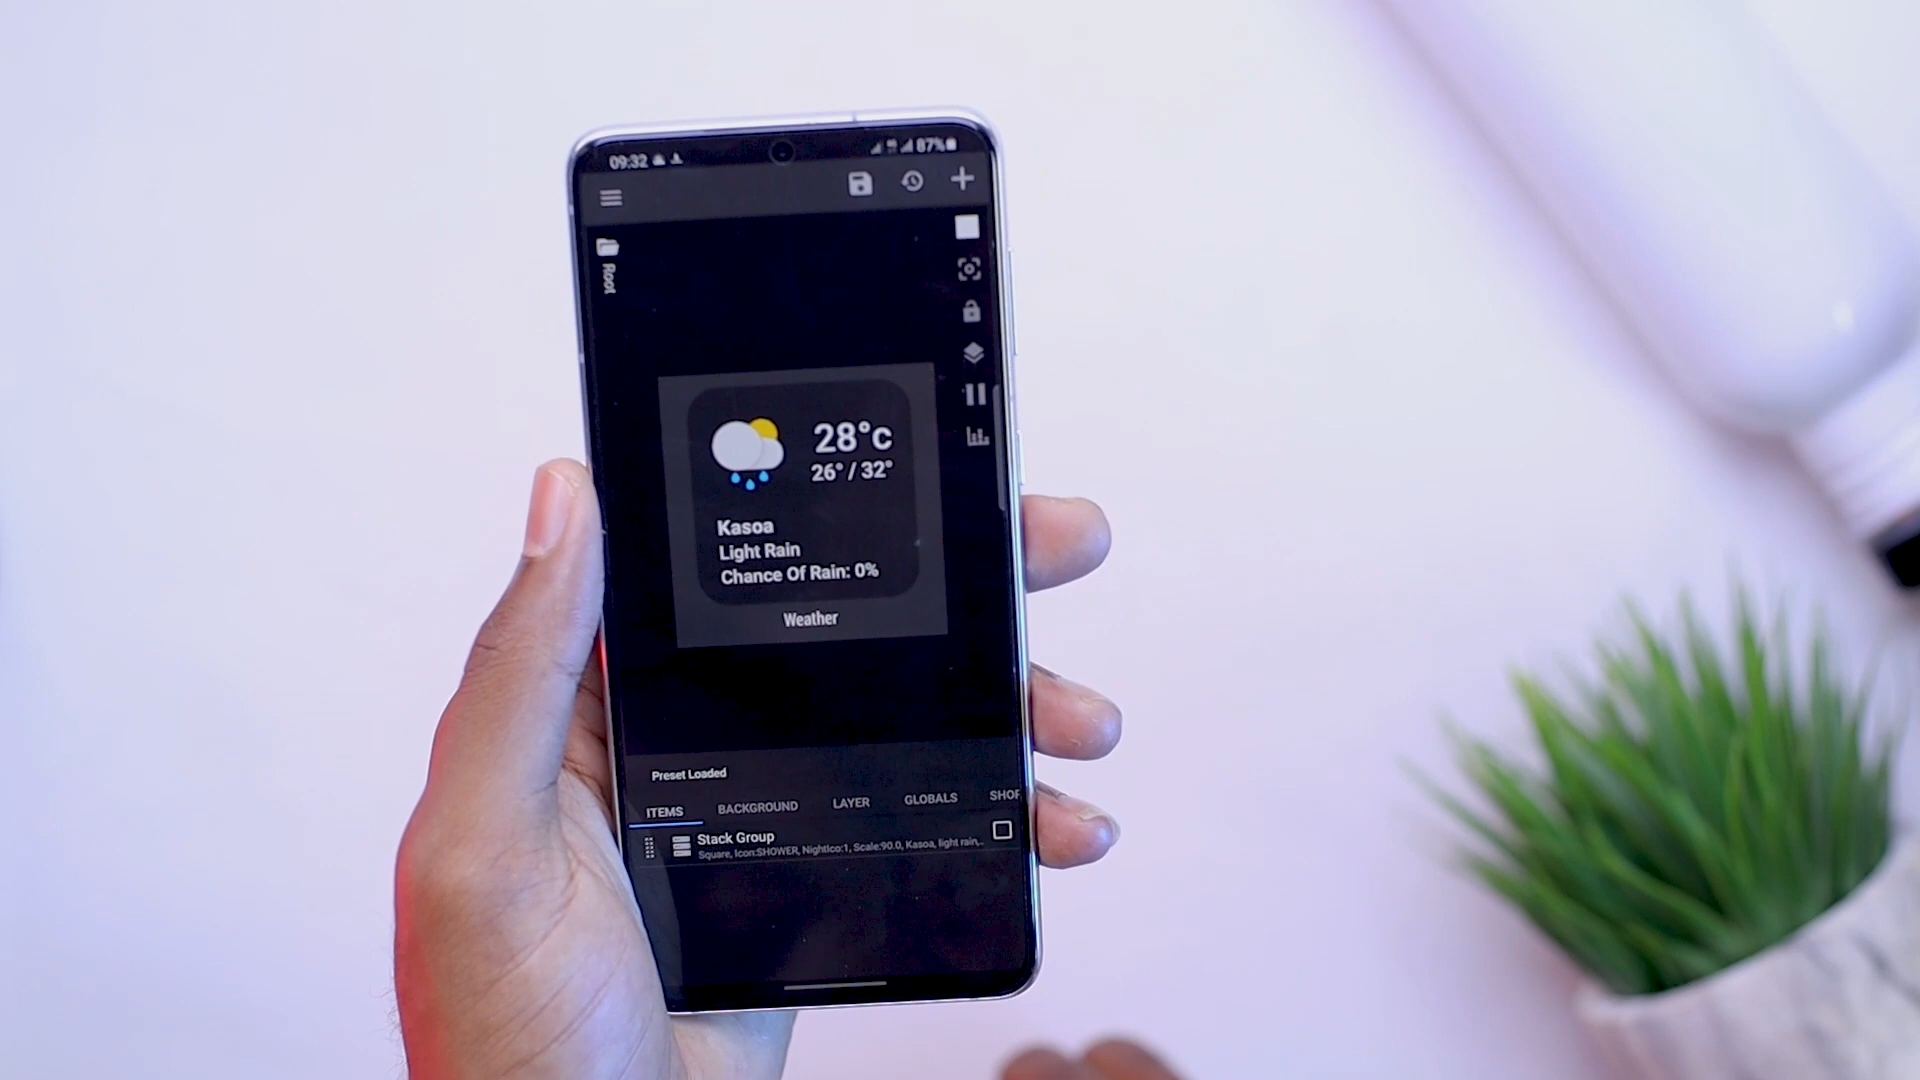 09:32
87%
Root
28°c
26° / 32°
Kasoa
Light Rain
Chance Of Rain: 0%
Weather
Preset Loaded
ITEMS BACKGROUND LAYER GLOBALS SHOR
Stack Group
Square, Icon:SHOWER, NightIco:1, Scale:90.0, Kasoa, light rain,..